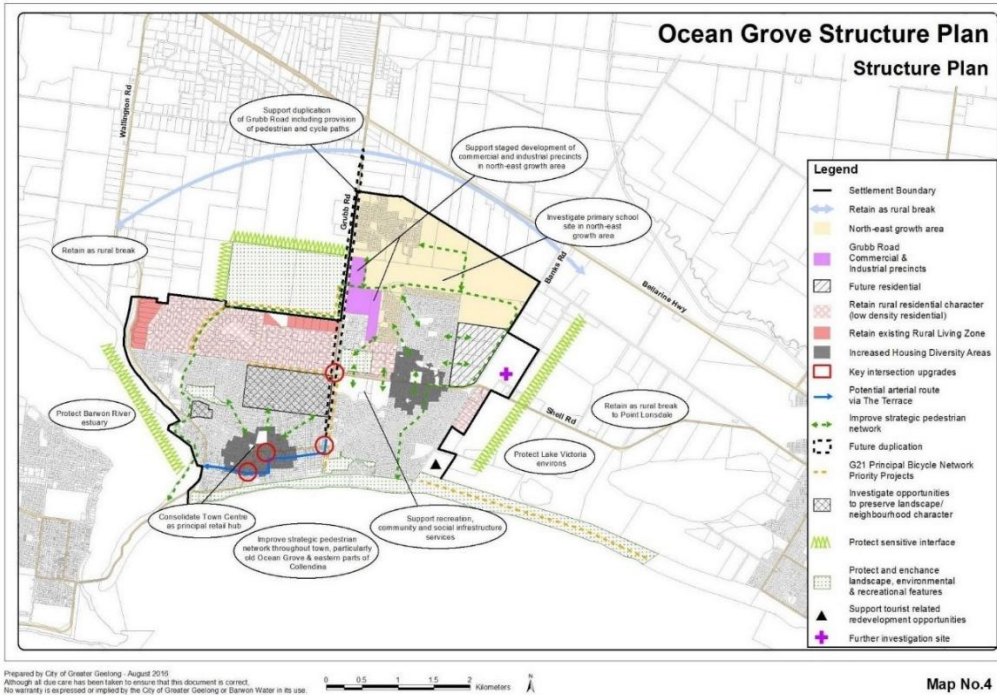 Ocean Grove Structure Plan
Structure Plan
Wallington Rd
Support duplication
of Grubb Road including provision
of pedestrian and cycle paths
Support staged development of
commercial and industrial precincts
in north-east growth area
Grubb Rd
Investigate primary school
site in north-east
growth area
Retain as rural break
Banks Rd
Bellarine Hwy
Protect Barwon River
estuary
Retain as rural break
to Point Lonsdale
Shell Rd
Protect Lake Victoria
environs
Consolidate Town Centre
as principal retail hub
Improve strategic pedestrian
network throughout town, particularly
old Ocean Grove & eastern parts of
Collendina
Support recreation,
community and social infrastructure
services
Legend
Settlement Boundary
Retain as rural break
North-east growth area
Grubb Road
Commercial &
Industrial precincts
Future residential
Retain rural residential character
(low density residential)
Retain existing Rural Living Zone
Increased Housing Diversity Areas
Key intersection upgrades
Potential arterial route
via The Terrace
Improve strategic pedestrian
network
Future duplication
G21 Principal Bicycle Network
Priority Projects
Investigate opportunities
to preserve landscape/
neighbourhood character
Protect sensitive interface
Protect and enchance
landscape, environmental
& recreational features
Support tourist related
redevelopment opportunities
Further investigation site
Prepared by City of Greater Geelong - August 2016
Although all due care has been taken to ensure that this document is correct,
No warranty is expressed or implied by the City of Greater Geelong or Barwon Water in its use.
0 0.5 1 1.5 2
Kilometers
N
Map No.4